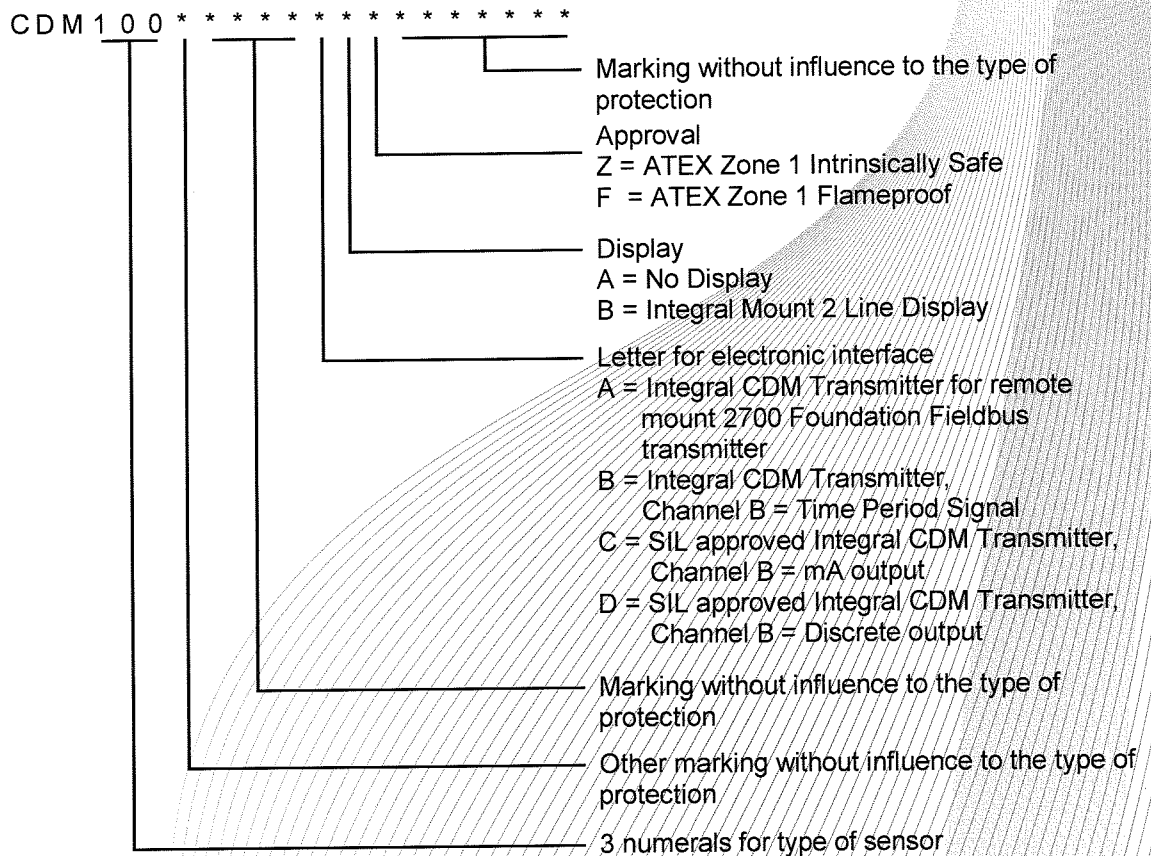 CDM100***************
Marking without influence to the type of
protection
Approval
Z = ATEX Zone 1 Intrinsically Safe
F = ATEX Zone 1 Flameproof
Display
A = No Display
B = Integral Mount 2 Line Display
Letter for electronic interface
A = Integral CDM Transmitter for remote
mount 2700 Foundation Fieldbus
transmitter
B = Integral CDM Transmitter,
Channel B = Time Period Signal
C = SIL approved Integral CDM Transmitter,
Channel B = mA output
D = SIL approved Integral CDM Transmitter,
Channel B = Discrete output
Marking without influence to the type of
protection
Other marking without influence to the type of
protection
3 numerals for type of sensor